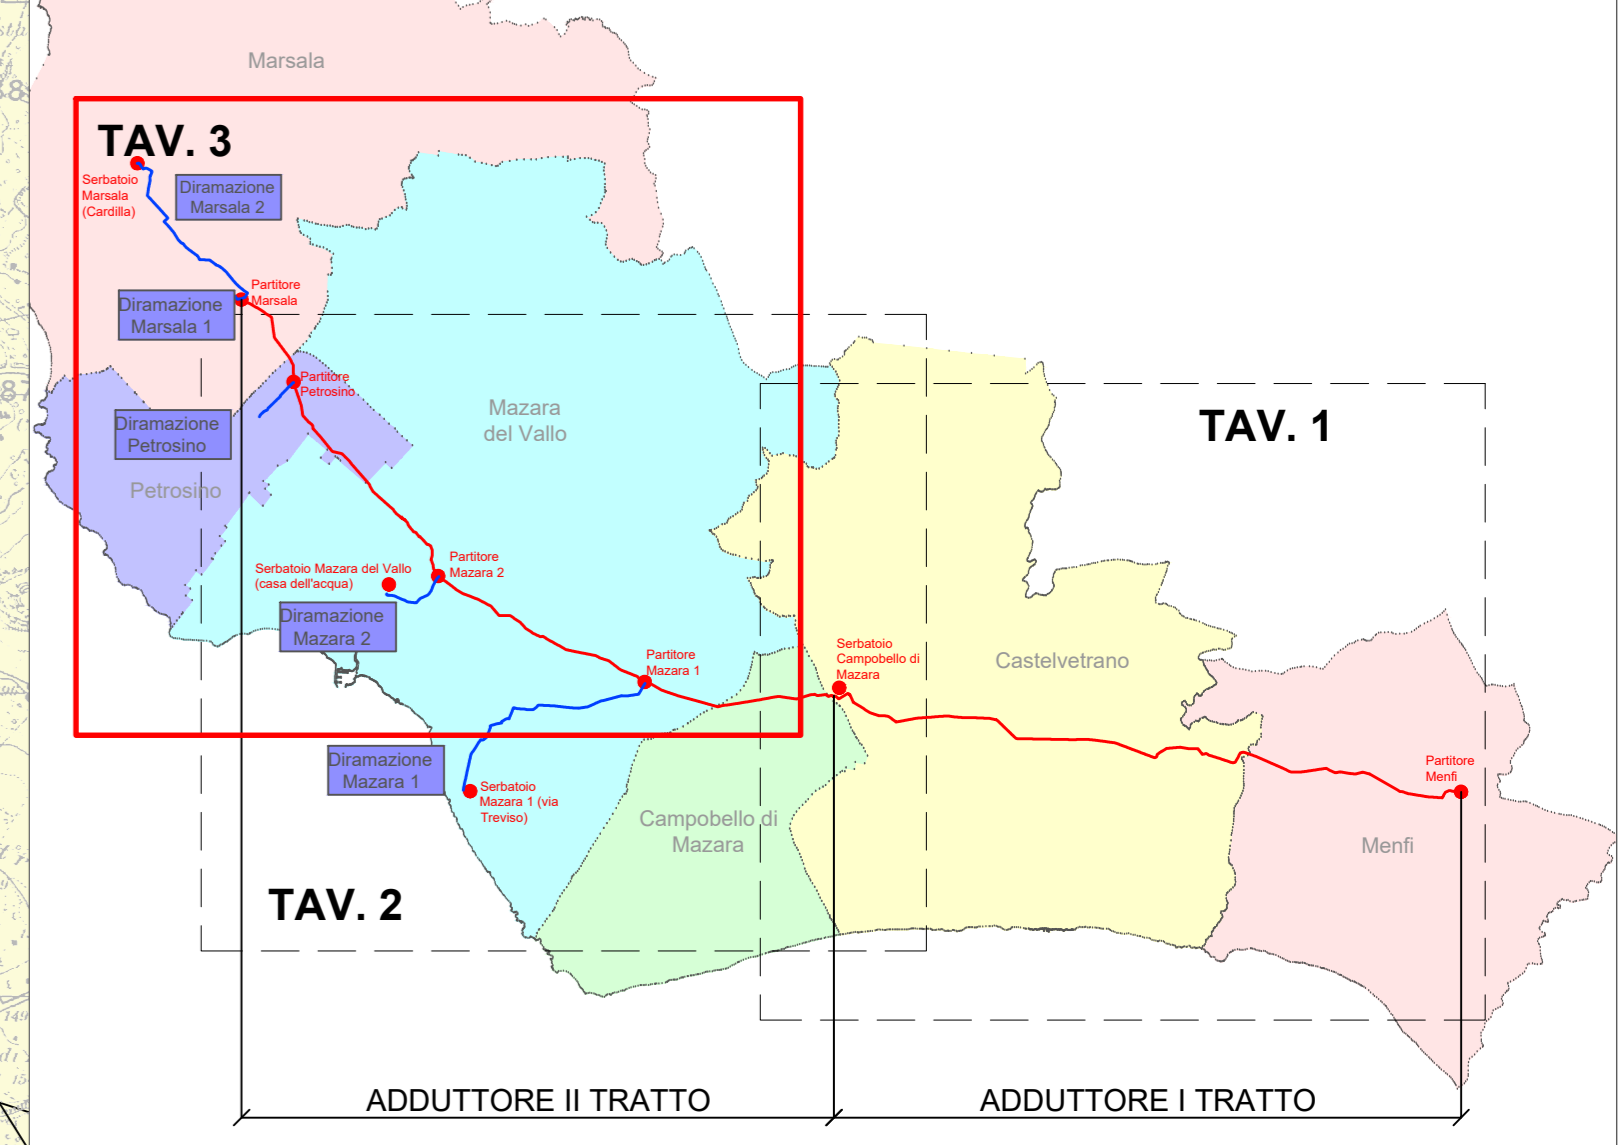 Marsala
TAV. 3
Serbatoio
Marsala
(Cardilla)
Diramazione
Marsala 2
Partitore
Marsala
Diramazione
Marsala 1
Partitore
Petrosino
Diramazione
Petrosino
Petrosino
Mazara
del Vallo
TAV. 1
Partitore
Mazara 2
Serbatoio Mazara del Vallo
(casa dell'acqua)
Diramazione
Mazara 2
Partitore
Mazara 1
Serbatoio
Campobello di
Mazara
Castelvetrano
Diramazione
Mazara 1
Serbatoio
Mazara 1 (via
Treviso)
Partitore
Menfi
Campobello di
Mazara
Menfi
TAV. 2
ADDUTTORE II TRATTO
ADDUTTORE I TRATTO